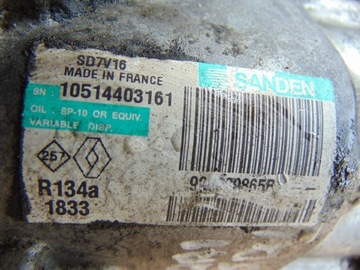 SD7V16
MADE IN FRANCE
SANDEN
SN: 10514403161
OIL: SP-10 OR EQUIV.
VARIABLE DISP.
257
R134a
1833